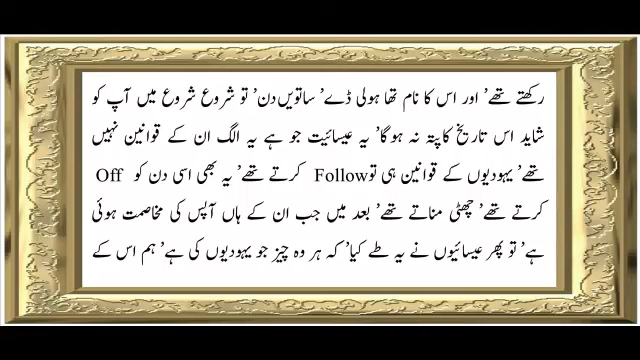 رکھتے تھے’ اور اس کا نام تھا ہولی ڈے’ ساتویں دن’ تو شروع شروع میں آپ کو
شاید اس تاریخ کا پتہ نہ ہوگا’ یہ عیسائیت جو ہے یہ الگ ان کے قوانین نہیں
تھے’ یہودیوں کے قوانین ہی تو Follow کرتے تھے’ یہ بھی اسی دن کو Off
کرتے تھے’ چھٹی مناتے تھے’ بعد میں جب ان کے ہاں آپس کی مخاصمت ہوئی
ہے’ تو پھر عیسائیوں نے یہ طے کیا’ کہ ہر وہ چیز جو یہودیوں کی ہے’ ہم اس کے